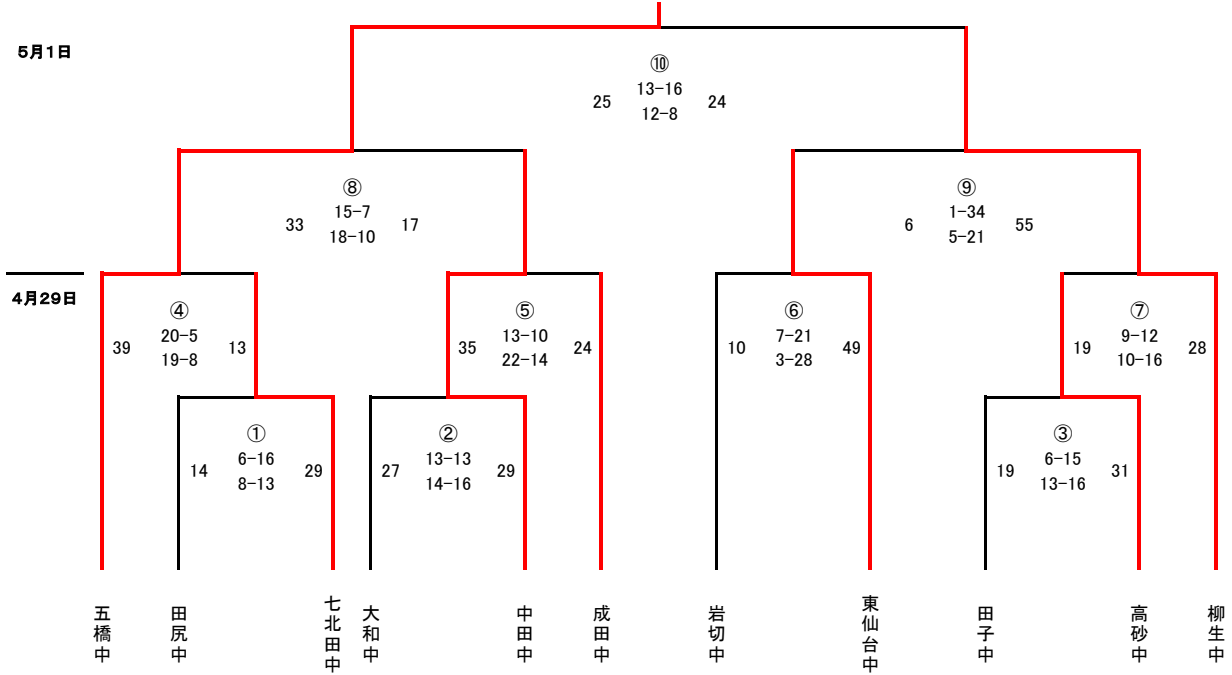 5月1日
⑩
13-16
25 24
12-8
⑧ ⑨
15-7 1-34
33 17 6 55
18-10 5-21
4月29日
④ ⑤ ⑥ ⑦
20-5 13-10 7-21 9-12
39 13 35 24 10 49 19 28
19-8 22-14 3-28 10-16
① ② ③
6-16 13-13 6-15
14 29 27 29 19 31
8-13 14-16 13-16
五橋中
田尻中
七北田中
大和中
中田中
成田中
岩切中
東仙台中
田子中
高砂中
柳生中